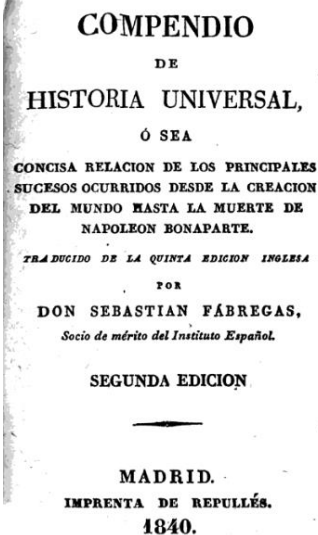 COMPENDIO
DE
HISTORIA UNIVERSAL,
Ó SEA
CONCISA RELACION DE LOS PRINCIPALES
SUCESOS OCURRIDOS DESDE LA CREACION
DEL MUNDO HASTA LA MUERTE DE
NAPOLEON BONAPARTE.
TRADUCIDO DE LA QUINTA EDICION INGLESA
POR
DON SEBASTIAN FÁBREGAS,
Socio de mérito del Instituto Español.
SEGUNDA EDICION
MADRID.
IMPRENTA DE REPULLÉS.
1840.